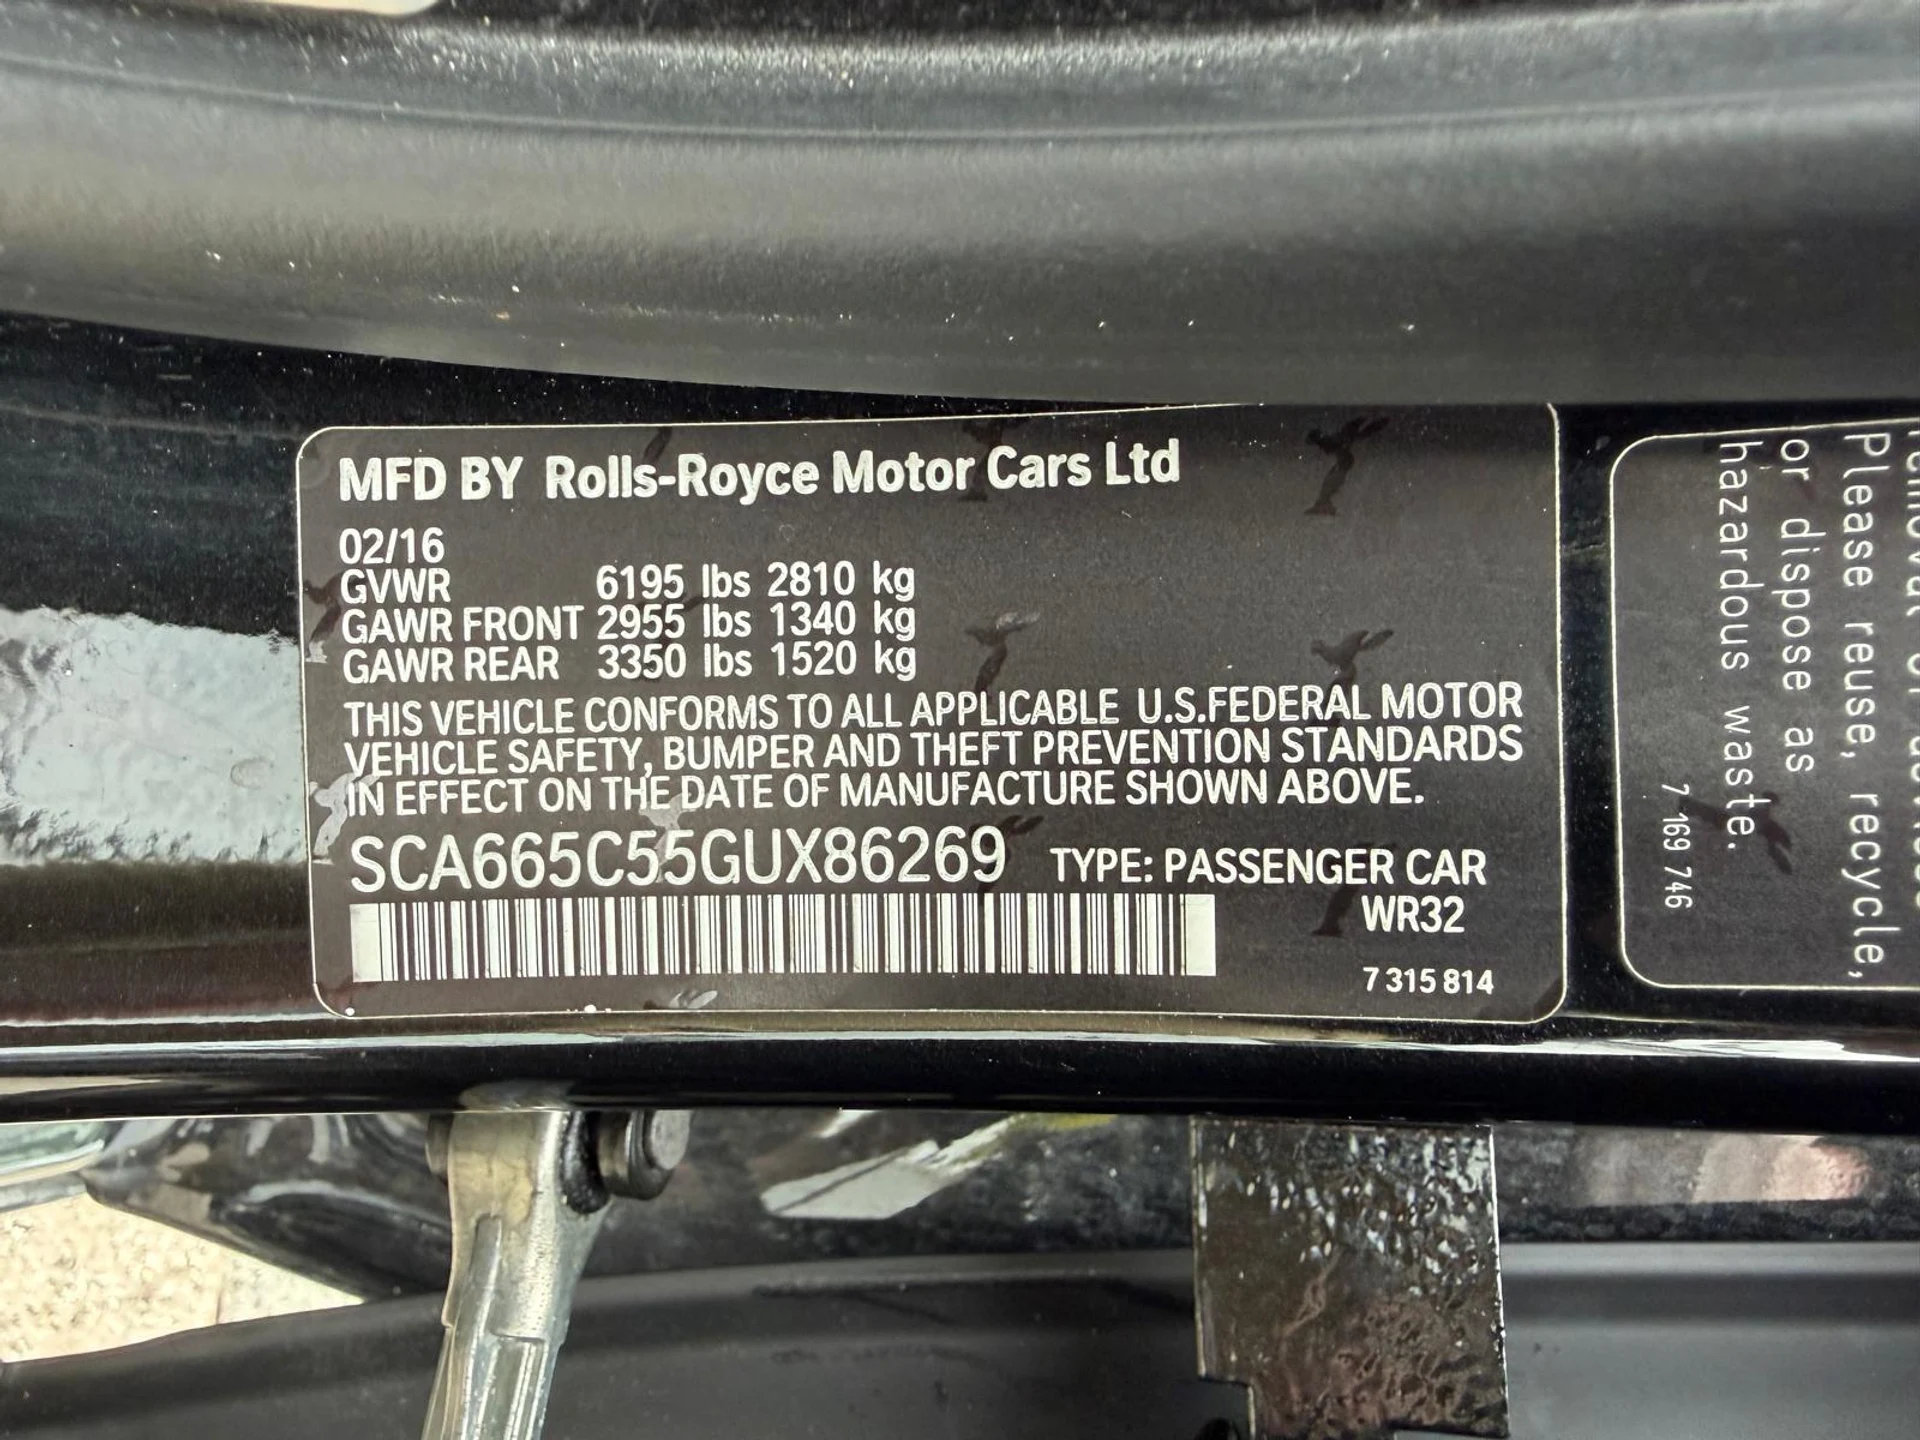 MFD BY Rolls-Royce Motor Cars Ltd
02/16
GVWR 6195 lbs 2810 kg
GAWR FRONT 2955 lbs 1340 kg
GAWR REAR 3350 lbs 1520 kg
THIS VEHICLE CONFORMS TO ALL APPLICABLE U.S.FEDERAL MOTOR
VEHICLE SAFETY, BUMPER AND THEFT PREVENTION STANDARDS
IN EFFECT ON THE DATE OF MANUFACTURE SHOWN ABOVE.
SCA665C55GUX86269 TYPE: PASSENGER CAR
WR32
7 315 814
Please reuse, recycle,
or dispose as
hazardous waste.
7 169 746